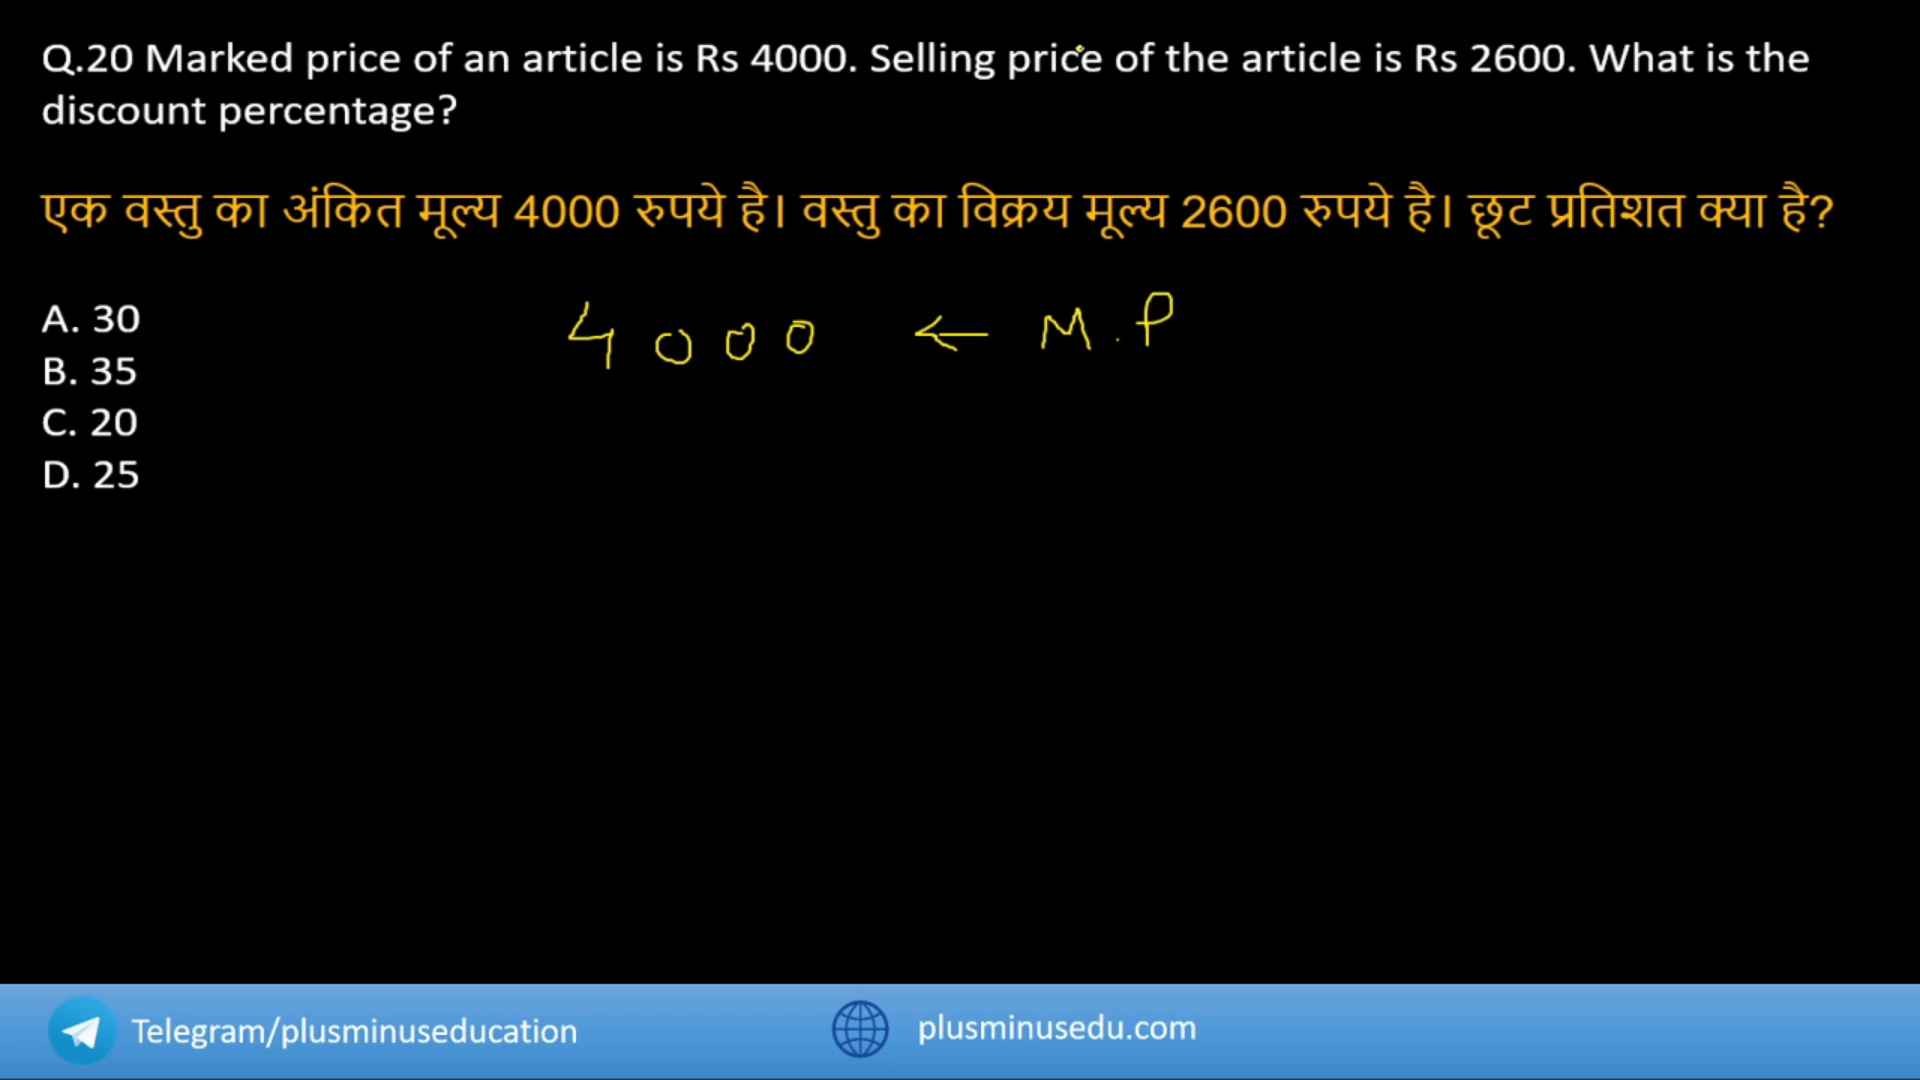 Q.20 Marked price of an article is Rs 4000. Selling price of the article is Rs 2600. What is the
discount percentage?
एक वस्तु का अंकित मूल्य 4000 रुपये है। वस्तु का विक्रय मूल्य 2600 रुपये है। छूट प्रतिशत क्या है?
A. 30
4000 ← M.P
B. 35
C. 20
D. 25
Telegram/plusminuseducation
plusminusedu.com